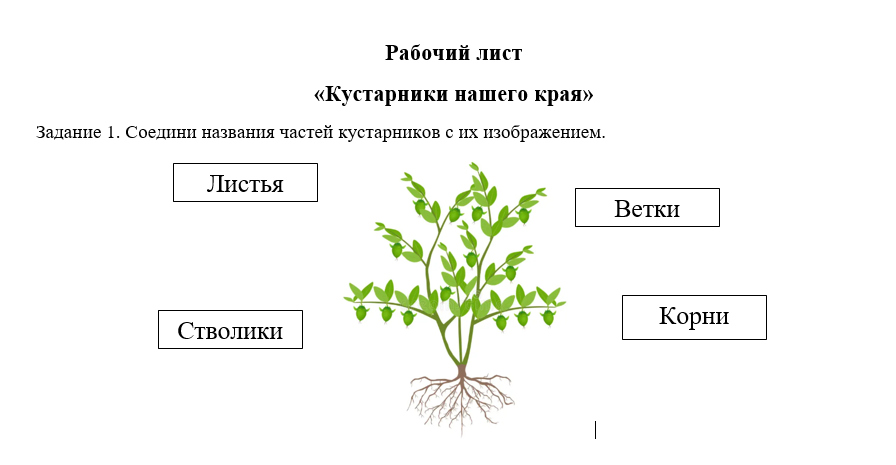 Рабочий лист
«Кустарники нашего края»
Задание 1. Соедини названия частей кустарников с их изображением.
Листья
Ветки
Стволики
Корни